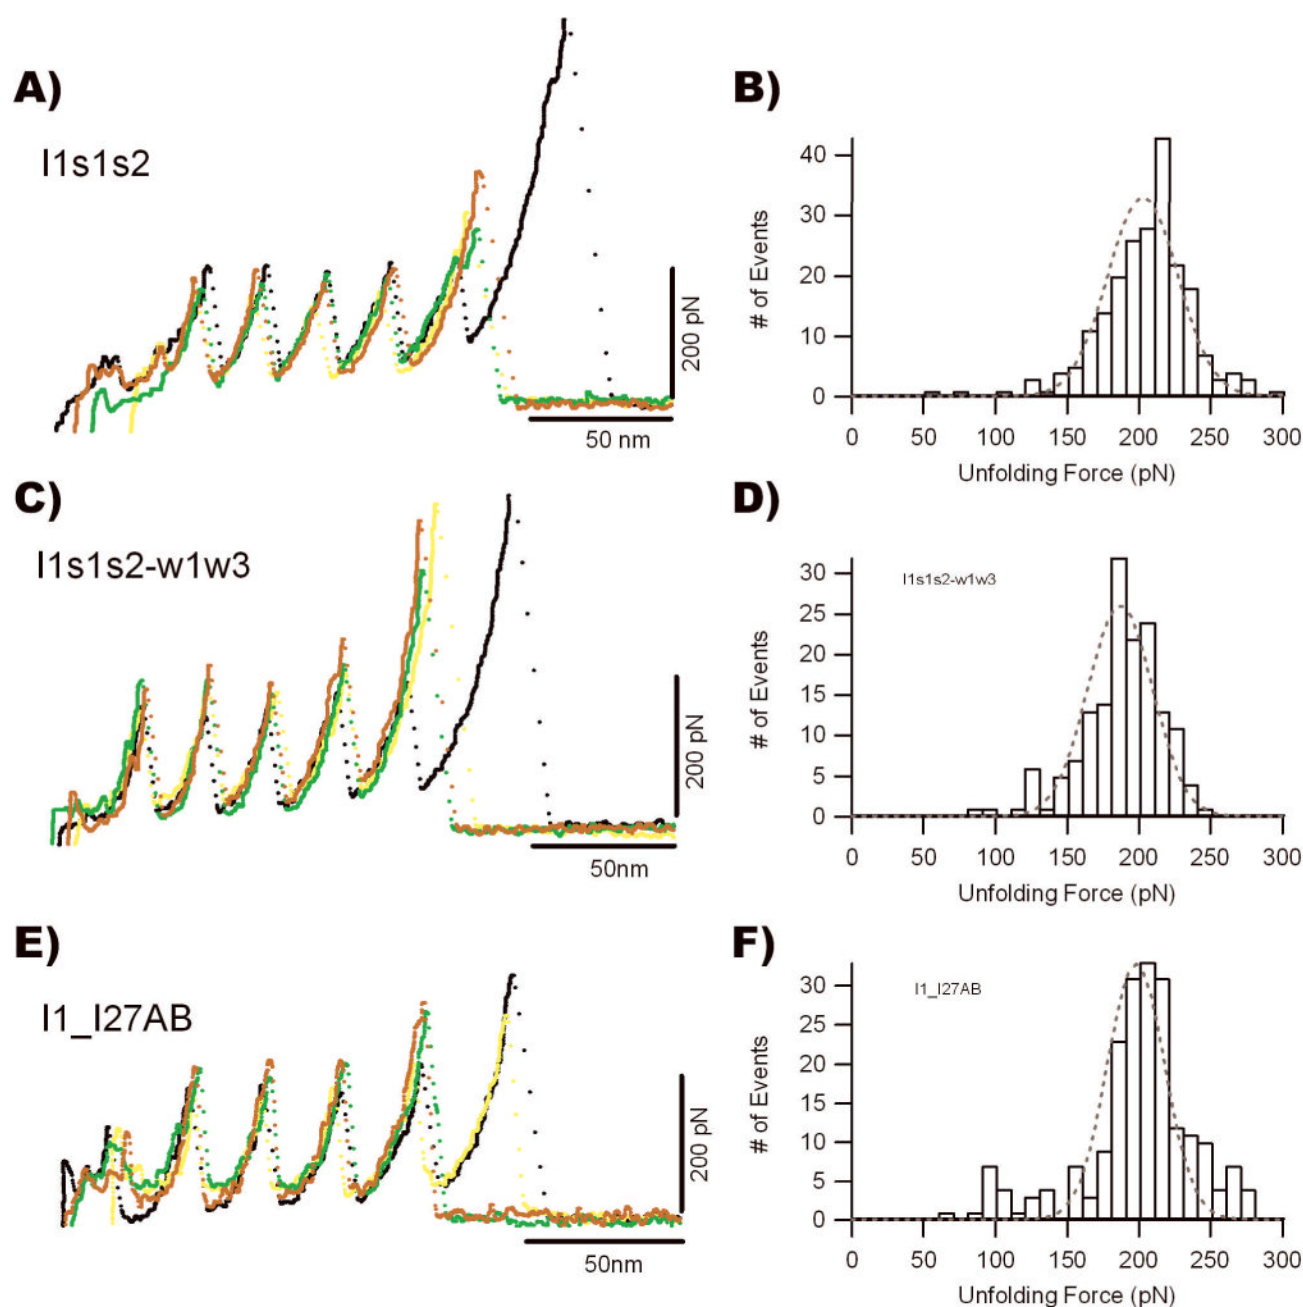 A)
I1s1s2
200 pN
50 nm
B)
# of Events
40
30
20
10
0
0 50 100 150 200 250 300
Unfolding Force (pN)
C)
I1s1s2-w1w3
200 pN
50nm
D)
I1s1s2-w1w3
# of Events
30
25
20
15
10
5
0
0 50 100 150 200 250 300
Unfolding Force (pN)
E)
I1_I27AB
200 pN
50nm
F)
I1_I27AB
# of Events
30
25
20
15
10
5
0
0 50 100 150 200 250 300
Unfolding Force (pN)